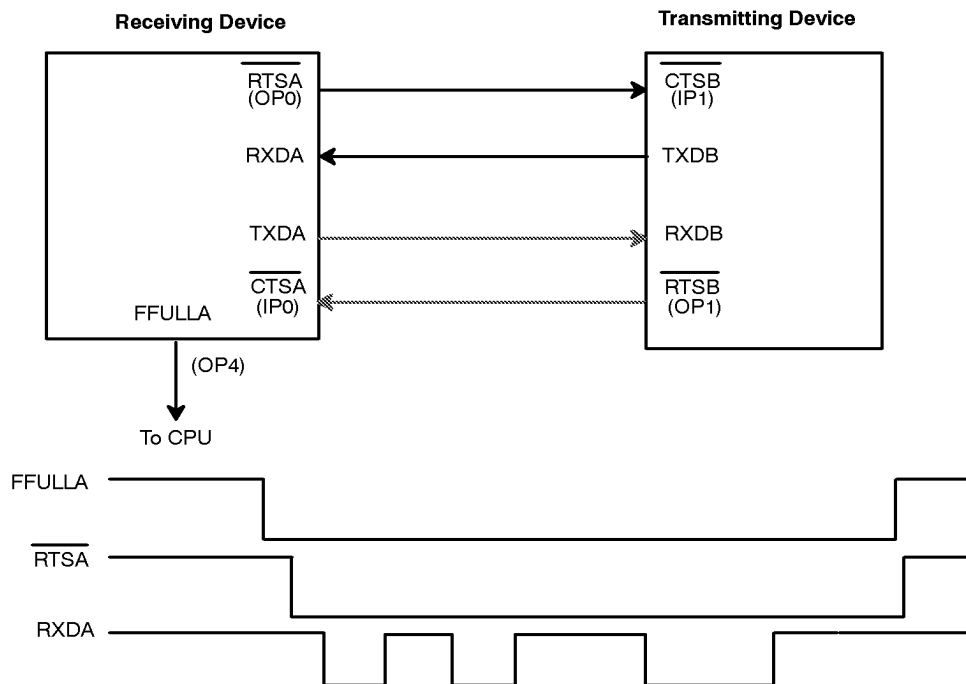 Receiving Device
Transmitting Device
RTSA
(OP0)
CTSB
(IP1)
RXDA
TXDB
TXDA
RXDB
CTSA
(IP0)
RTSB
(OP1)
FFULLA
(OP4)
To CPU
FFULLA
RTSA
RXDA